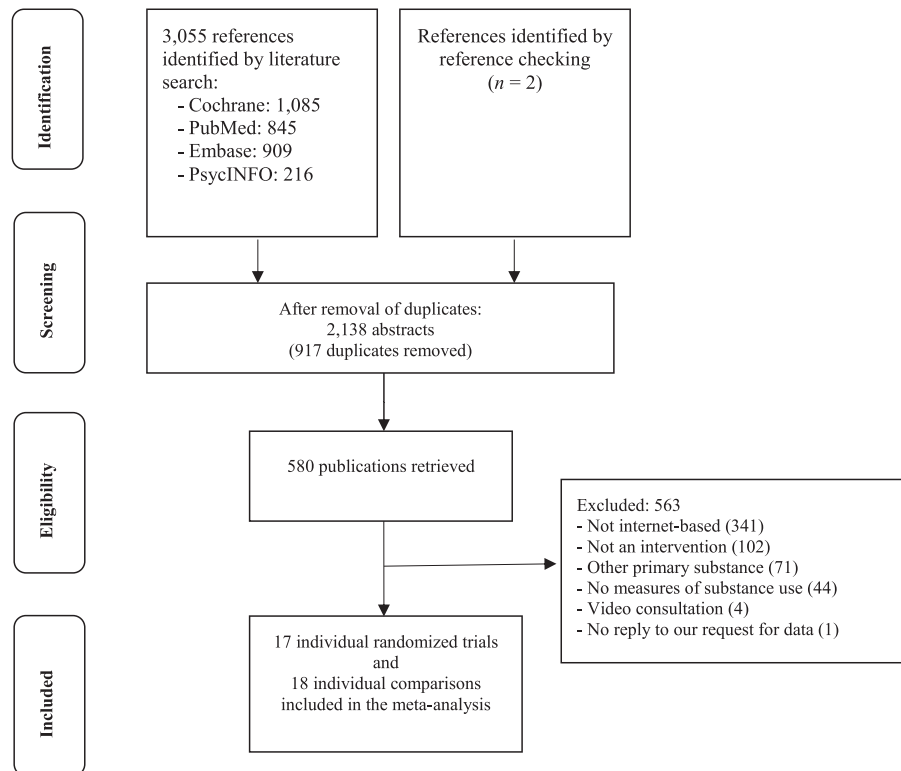 Identification
3,055 references
identified by literature
search:
- Cochrane: 1,085
- PubMed: 845
- Embase: 909
- PsycINFO: 216
References identified by
reference checking
(n = 2)
Screening
After removal of duplicates:
2,138 abstracts
(917 duplicates removed)
Eligibility
580 publications retrieved
Excluded: 563
- Not internet-based (341)
- Not an intervention (102)
- Other primary substance (71)
- No measures of substance use (44)
- Video consultation (4)
- No reply to our request for data (1)
Included
17 individual randomized trials
and
18 individual comparisons
included in the meta-analysis